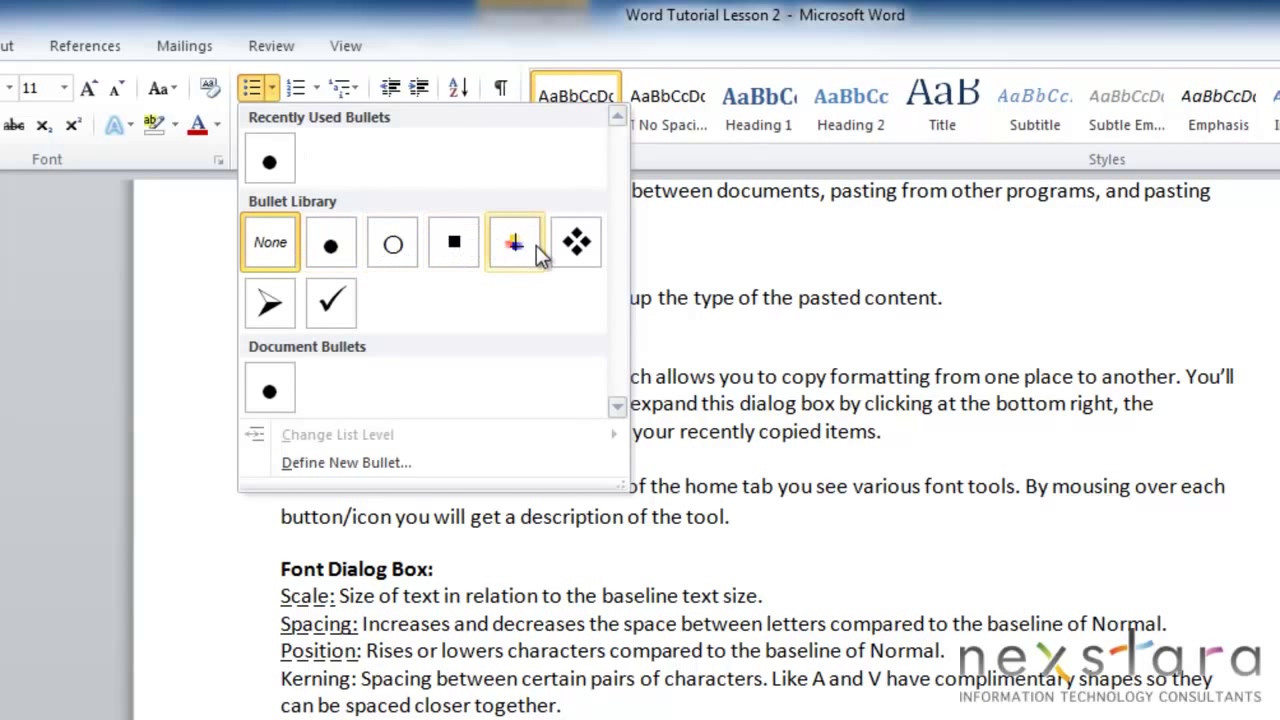 Word Tutorial Lesson 2 - Microsoft Word
ut References Mailings Review View
11 Aa
abc X₂ X² ab A
AaBbCcDc AaBbCcDc AaBbC AaBbCc AaB AaBbCc. AaBbCcDc AaBbCcDc
No Spaci... Heading 1 Heading 2 Title Subtitle Subtle Em... Emphasis
Font Styles
Recently Used Bullets
Bullet Library
None
Document Bullets
Change List Level
Define New Bullet...
between documents, pasting from other programs, and pasting
up the type of the pasted content.
ch allows you to copy formatting from one place to another. You’ll
expand this dialog box by clicking at the bottom right, the
your recently copied items.
of the home tab you see various font tools. By mousing over each
button/icon you will get a description of the tool.
Font Dialog Box:
Scale: Size of text in relation to the baseline text size.
Spacing: Increases and decreases the space between letters compared to the baseline of Normal.
Position: Rises or lowers characters compared to the baseline of Normal.
Kerning: Spacing between certain pairs of characters. Like A and V have complimentary shapes so they
can be spaced closer together.
nexstara
INFORMATION TECHNOLOGY CONSULTANTS